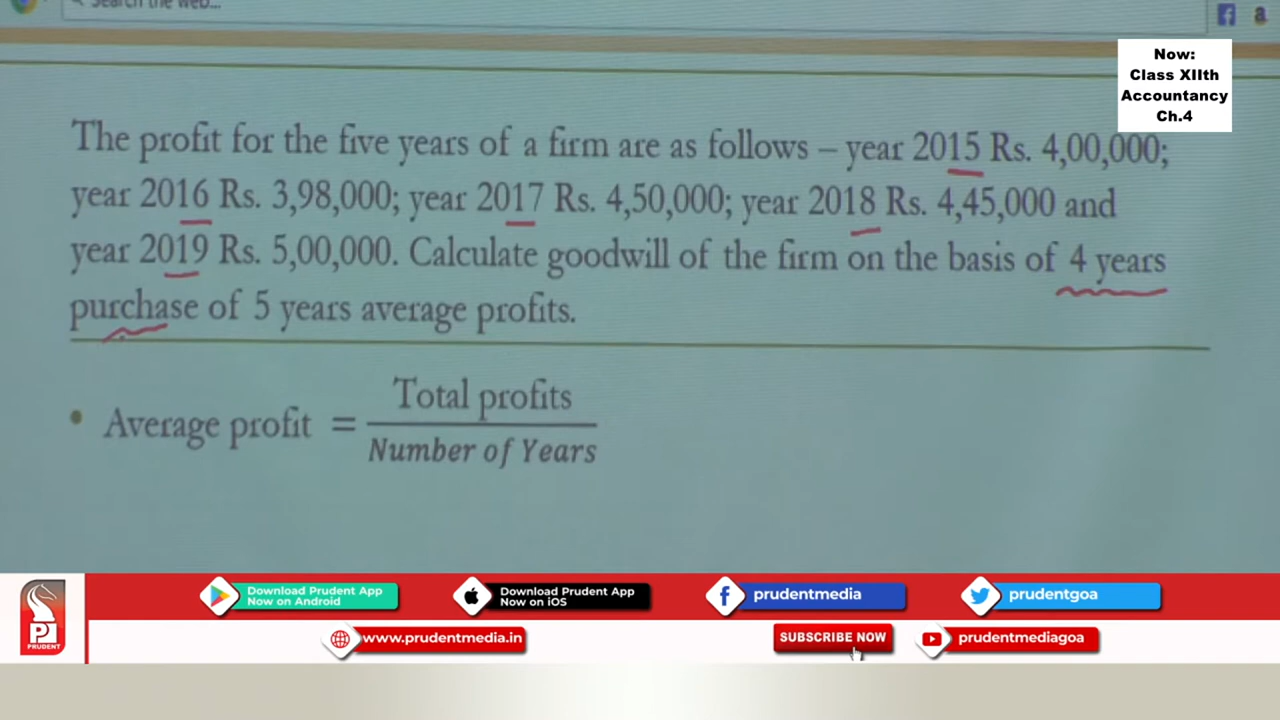 Search the web...
Now:
Class XIIth
Accountancy
Ch.4
The profit for the five years of a firm are as follows – year 2015 Rs. 4,00,000;
year 2016 Rs. 3,98,000; year 2017 Rs. 4,50,000; year 2018 Rs. 4,45,000 and
year 2019 Rs. 5,00,000. Calculate goodwill of the firm on the basis of 4 years
purchase of 5 years average profits.
• Average profit = Total profits
Number of Years
PRUDENT
Download Prudent App
Now on Android
Download Prudent App
Now on iOS
prudentmedia
prudentgoa
www.prudentmedia.in
SUBSCRIBE NOW
prudentmediagoa